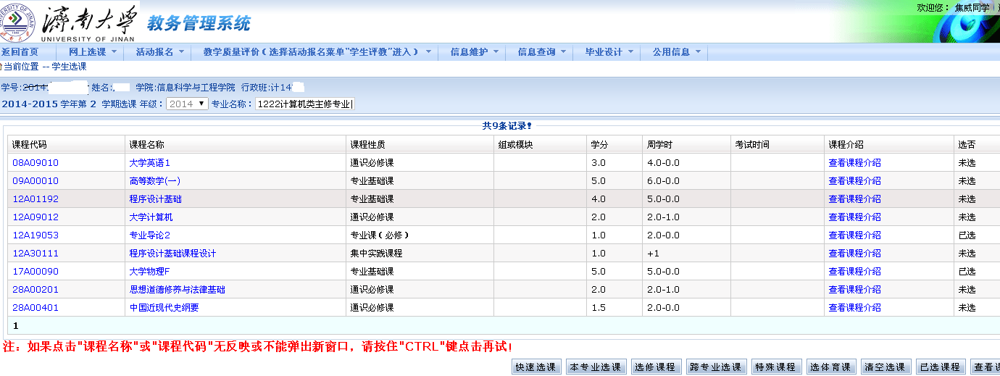 UNIVERSITY OF JINAN
濟南大学 教务管理系统
UNIVERSITY OF JINAN
欢迎您： 焦威同学
返回首页 网上选课 活动报名 教学质量评价（选择活动报名菜单"学生评教"进入） 信息维护 信息查询 毕业设计 公用信息
当前位置 -- 学生选课
学号:2014 姓名: 学院:信息科学与工程学院 行政班:计14
2014-2015 学年第 2 学期选课 年级： 2014 专业名称： 1222计算机类主修专业|
共9条记录！
课程代码 课程名称 课程性质 组或模块 学分 周学时 考试时间 课程介绍 选否
08A09010 大学英语1 通识必修课 3.0 4.0-0.0 查看课程介绍 未选
09A00010 高等数学(一) 专业基础课 5.0 6.0-0.0 查看课程介绍 未选
12A01192 程序设计基础 专业基础课 4.0 5.0-0.0 查看课程介绍 未选
12A09012 大学计算机 通识必修课 2.0 2.0-1.0 查看课程介绍 未选
12A19053 专业导论2 专业课（必修） 1.0 2.0-0.0 查看课程介绍 已选
12A30111 程序设计基础课程设计 集中实践课程 1.0 +1 查看课程介绍 未选
17A00090 大学物理F 专业基础课 5.0 5.0-0.0 查看课程介绍 已选
28A00201 思想道德修养与法律基础 通识必修课 2.0 2.0-1.0 查看课程介绍 未选
28A00401 中国近现代史纲要 通识必修课 1.5 2.0-0.0 查看课程介绍 未选
1
注：如果点击"课程名称"或"课程代码"无反映或不能弹出新窗口，请按住"CTRL"键点击再试！
快速选课 本专业选课 选修课程 跨专业选课 特殊课程 选体育课 清空选课 已选课程 查看